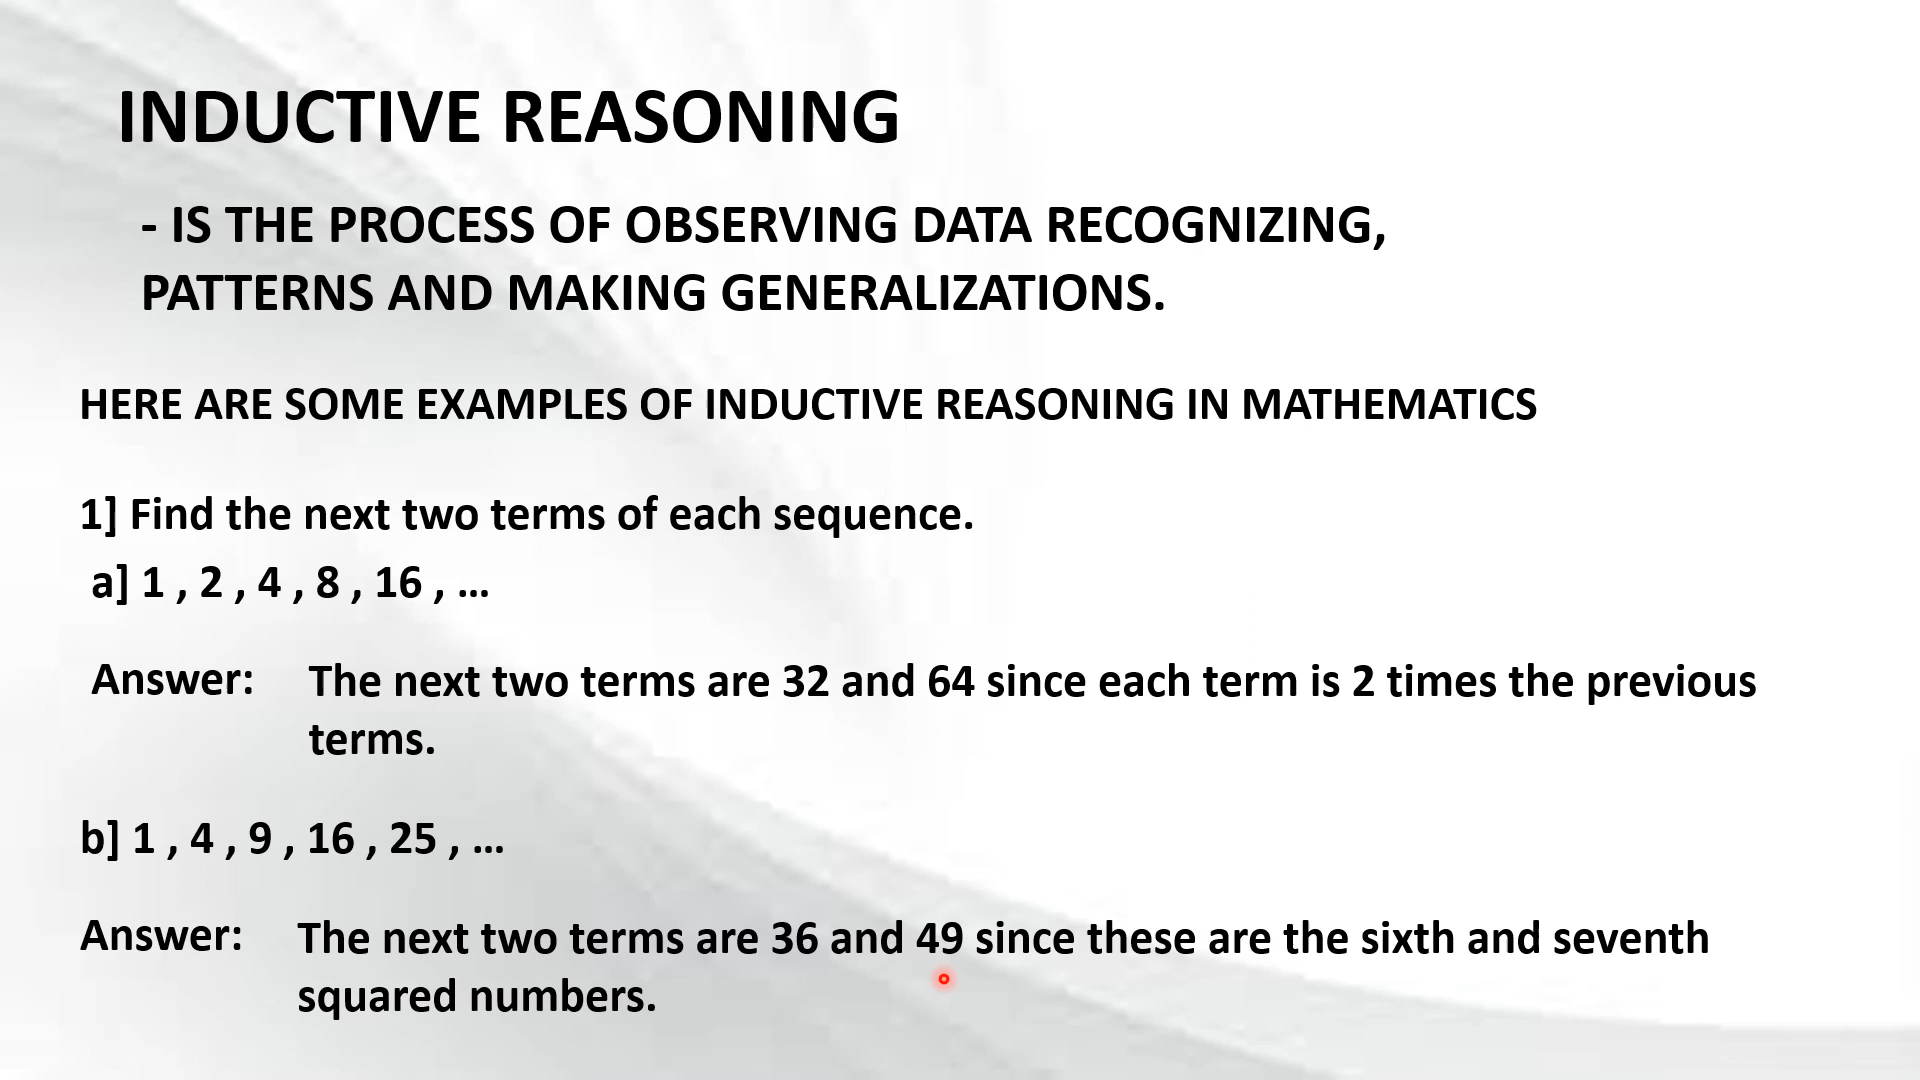 INDUCTIVE REASONING
- IS THE PROCESS OF OBSERVING DATA RECOGNIZING,
PATTERNS AND MAKING GENERALIZATIONS.
HERE ARE SOME EXAMPLES OF INDUCTIVE REASONING IN MATHEMATICS
1] Find the next two terms of each sequence.
a] 1 , 2 , 4 , 8 , 16 , ...
Answer: The next two terms are 32 and 64 since each term is 2 times the previous
terms.
b] 1 , 4 , 9 , 16 , 25 , ...
Answer: The next two terms are 36 and 49 since these are the sixth and seventh
squared numbers.